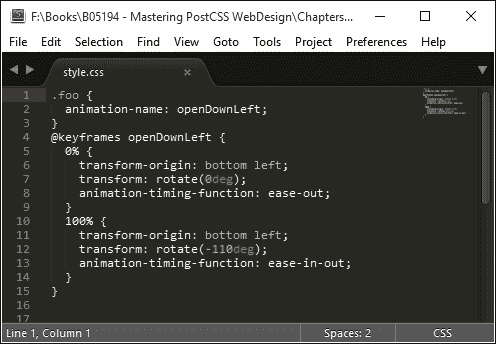 F:\Books\B05194 - Mastering PostCSS WebDesign\Chapters...
File Edit Selection Find View Goto Tools Project Preferences Help
style.css ×
1 .foo {
2 animation-name: openDownLeft;
3 }
4 @keyframes openDownLeft {
5 0% {
6 transform-origin: bottom left;
7 transform: rotate(0deg);
8 animation-timing-function: ease-out;
9 }
10 100% {
11 transform-origin: bottom left;
12 transform: rotate(-110deg);
13 animation-timing-function: ease-in-out;
14 }
15 }
16
17
Line 1, Column 1 Spaces: 2 CSS